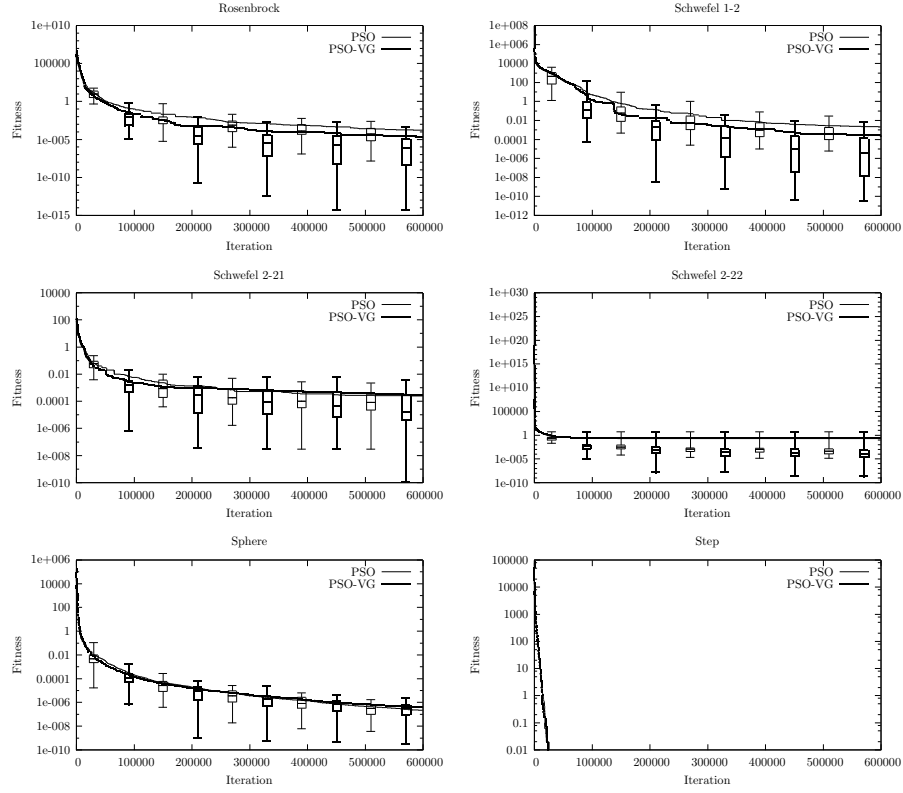 Rosenbrock
1e+010
100000
1
1e-005
1e-010
1e-015
0 100000 200000 300000 400000 500000 600000
Fitness
Iteration
PSO
PSO-VG
Schwefel 1-2
1e+008
1e+006
10000
100
1
0.01
0.0001
1e-006
1e-008
1e-010
1e-012
0 100000 200000 300000 400000 500000 600000
Fitness
Iteration
PSO
PSO-VG
Schwefel 2-21
10000
100
1
0.01
0.0001
1e-006
1e-008
1e-010
0 100000 200000 300000 400000 500000 600000
Fitness
Iteration
PSO
PSO-VG
Schwefel 2-22
1e+030
1e+025
1e+020
1e+015
1e+010
100000
1
1e-005
1e-010
0 100000 200000 300000 400000 500000 600000
Fitness
Iteration
PSO
PSO-VG
Sphere
1e+006
10000
100
1
0.01
0.0001
1e-006
1e-008
1e-010
0 100000 200000 300000 400000 500000 600000
Fitness
Iteration
PSO
PSO-VG
Step
100000
10000
1000
100
10
1
0.1
0.01
0 100000 200000 300000 400000 500000 600000
Fitness
Iteration
PSO
PSO-VG